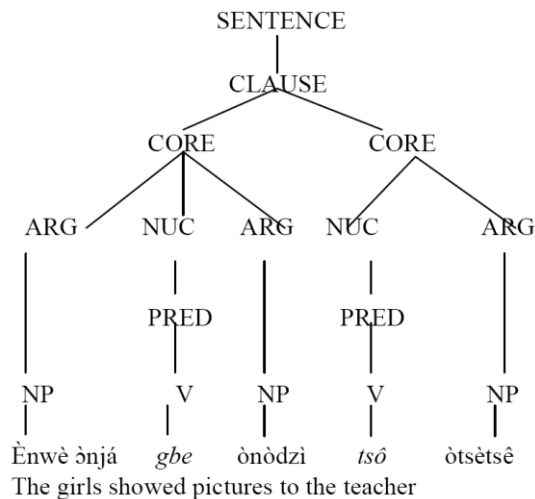 SENTENCE
CLAUSE
CORE CORE
ARG NUC ARG NUC ARG
PRED PRED
NP V NP V NP
Ènwè ɔ̀njá gbe ònòdzì tsô òtsètsê
The girls showed pictures to the teacher